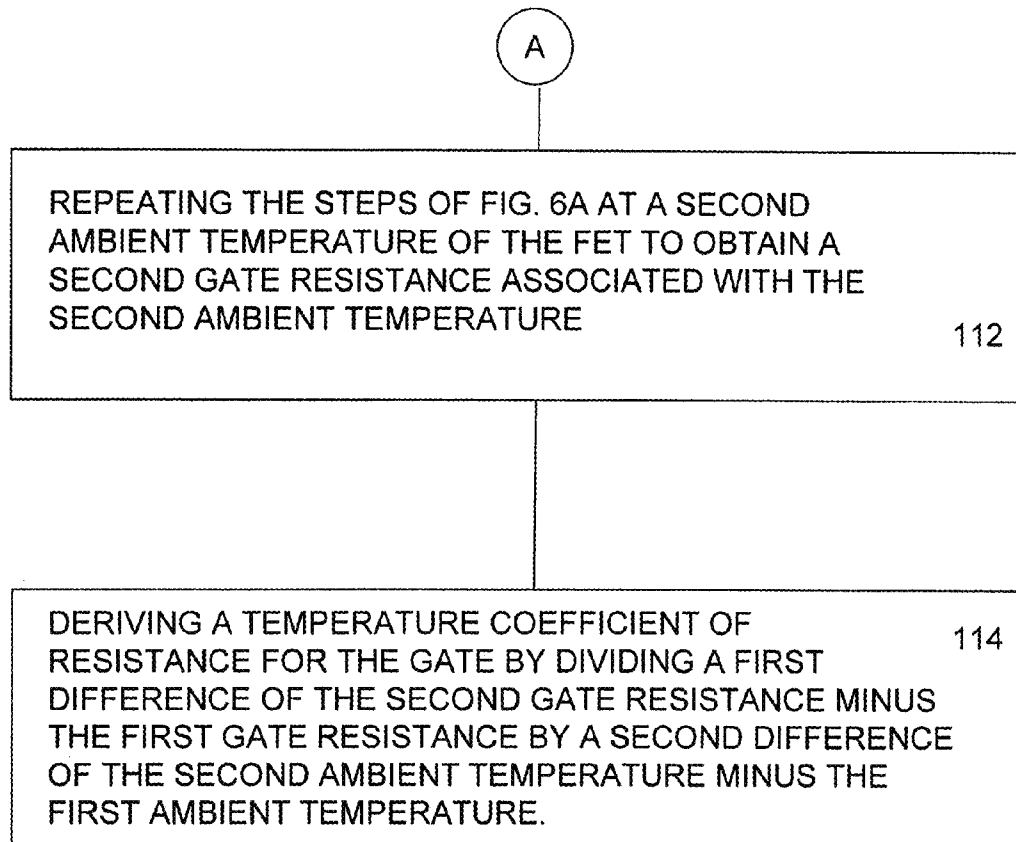 A
REPEATING THE STEPS OF FIG. 6A AT A SECOND
AMBIENT TEMPERATURE OF THE FET TO OBTAIN A
SECOND GATE RESISTANCE ASSOCIATED WITH THE
SECOND AMBIENT TEMPERATURE
112
DERIVING A TEMPERATURE COEFFICIENT OF
114
RESISTANCE FOR THE GATE BY DIVIDING A FIRST
DIFFERENCE OF THE SECOND GATE RESISTANCE MINUS
THE FIRST GATE RESISTANCE BY A SECOND DIFFERENCE
OF THE SECOND AMBIENT TEMPERATURE MINUS THE
FIRST AMBIENT TEMPERATURE.